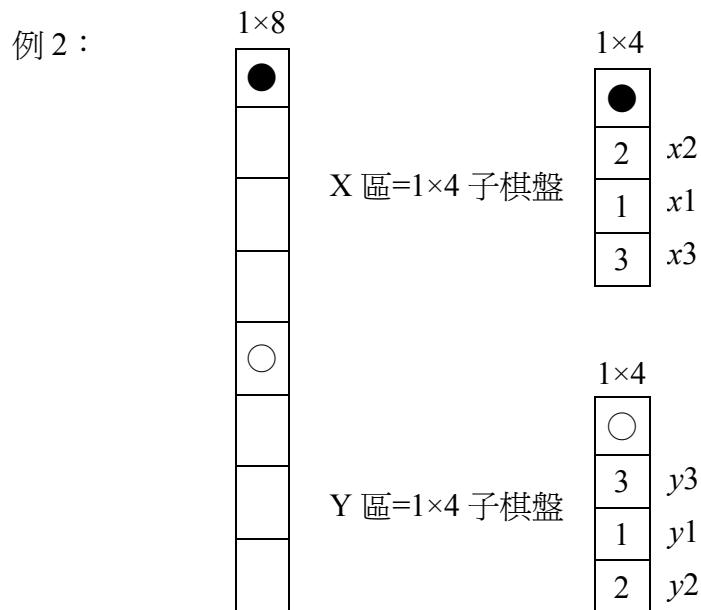 例 2：
1×8
●
○
X 區=1×4 子棋盤
1×4
●
2 x2
1 x1
3 x3
Y 區=1×4 子棋盤
1×4
○
3 y3
1 y1
2 y2